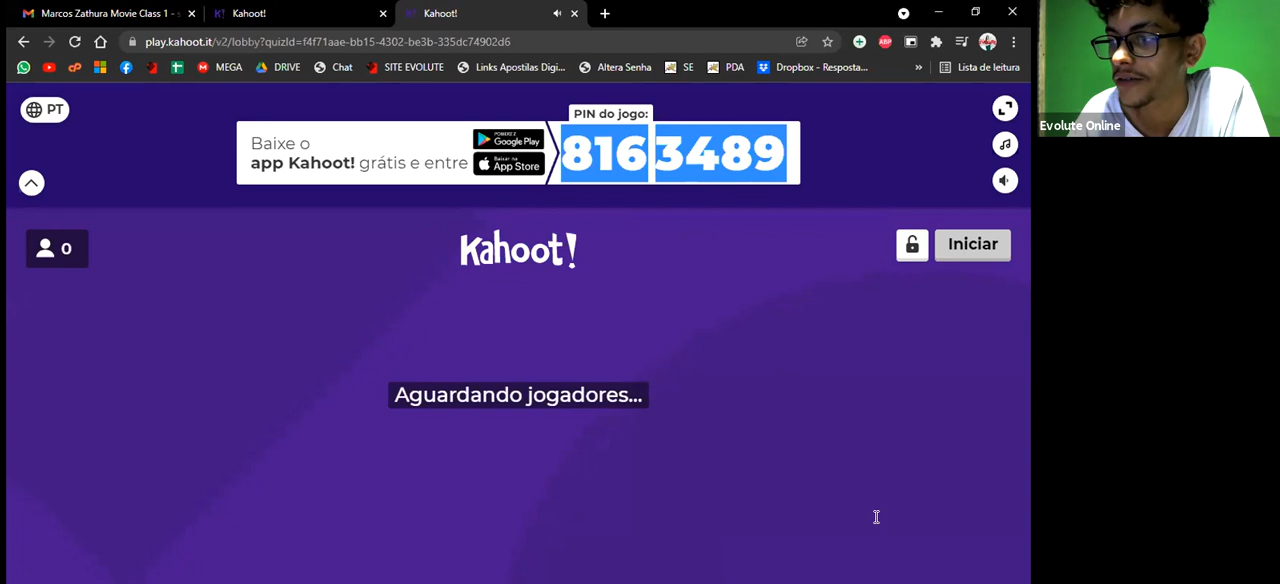 Marcos Zathura Movie Class 1 - s
Kahoot!
Kahoot!
play.kahoot.it/v2/lobby?quizId=f4f71aae-bb15-4302-be3b-335dc74902d6
ABP
MEGA
DRIVE
Chat
SITE EVOLUTE
Links Apostilas Digi...
Altera Senha
SE
PDA
Dropbox - Resposta...
»
Lista de leitura
Evolute Online
PT
PIN do jogo:
Baixe o
app Kahoot! grátis e entre
Google Play
App Store
816 3489
0
Kahoot!
Iniciar
Aguardando jogadores...